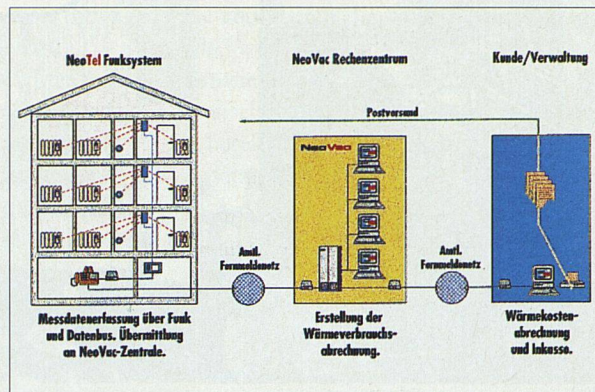 NeoTel Funksystem
NeoVac Rechenzentrum
Kunde/Verwaltung
Postversand
NeoVac
Amtl.
Fernmeldenetz
Amtl.
Fernmeldenetz
Messdatenerfassung über Funk
und Datenbus. Übermittlung
an NeoVac-Zentrale.
Erstellung der
Wärmeverbrauchs-
abrechnung.
Wärmekosten-
abrechnung
und Inkasso.